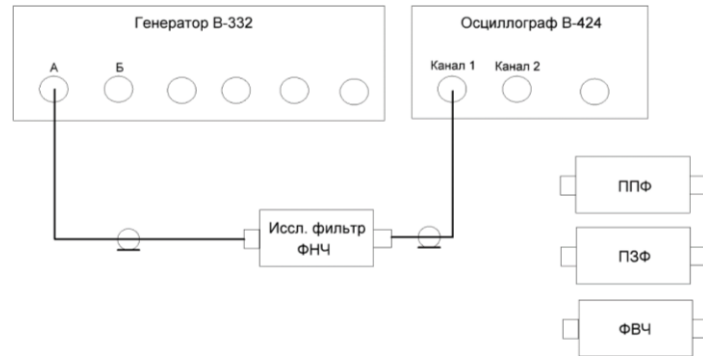 Генератор В-332
Осциллограф В-424
А
Б
Канал 1
Канал 2
Иссл. фильтр
ФНЧ
ППФ
ПЗФ
ФВЧ